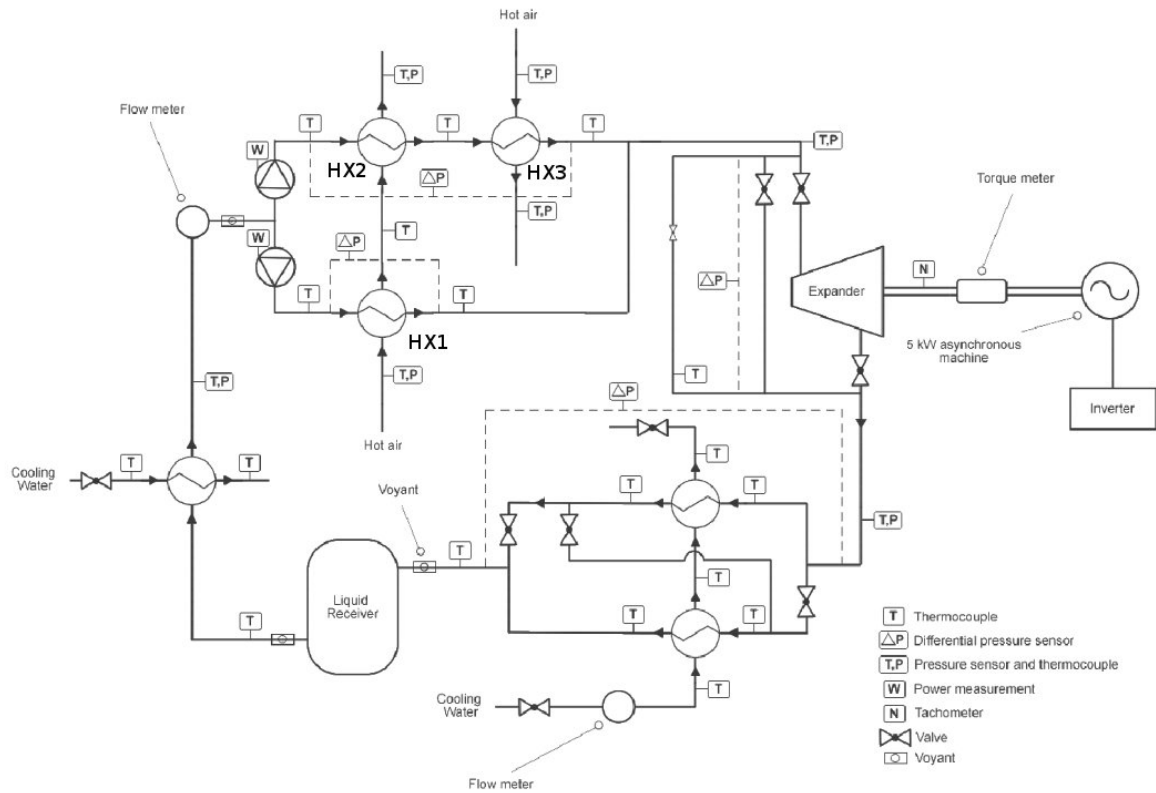 Hot air
T,P
T,P
Flow meter
T
T
T
W
HX2
HX3
T,P
ΔP
Torque meter
T,P
W
T
ΔP
N
ΔP
Expander
T
T
HX1
5 kW asynchronous
machine
T,P
T,P
T
Inverter
Hot air
ΔP
Cooling
Water
T
T
T
Voyant
T
T
T,P
T
T
Liquid
Receiver
T
T
T
T Thermocouple
ΔP Differential pressure sensor
T,P Pressure sensor and thermocouple
W Power measurement
N Tachometer
Valve
Voyant
T
Cooling
Water
Flow meter